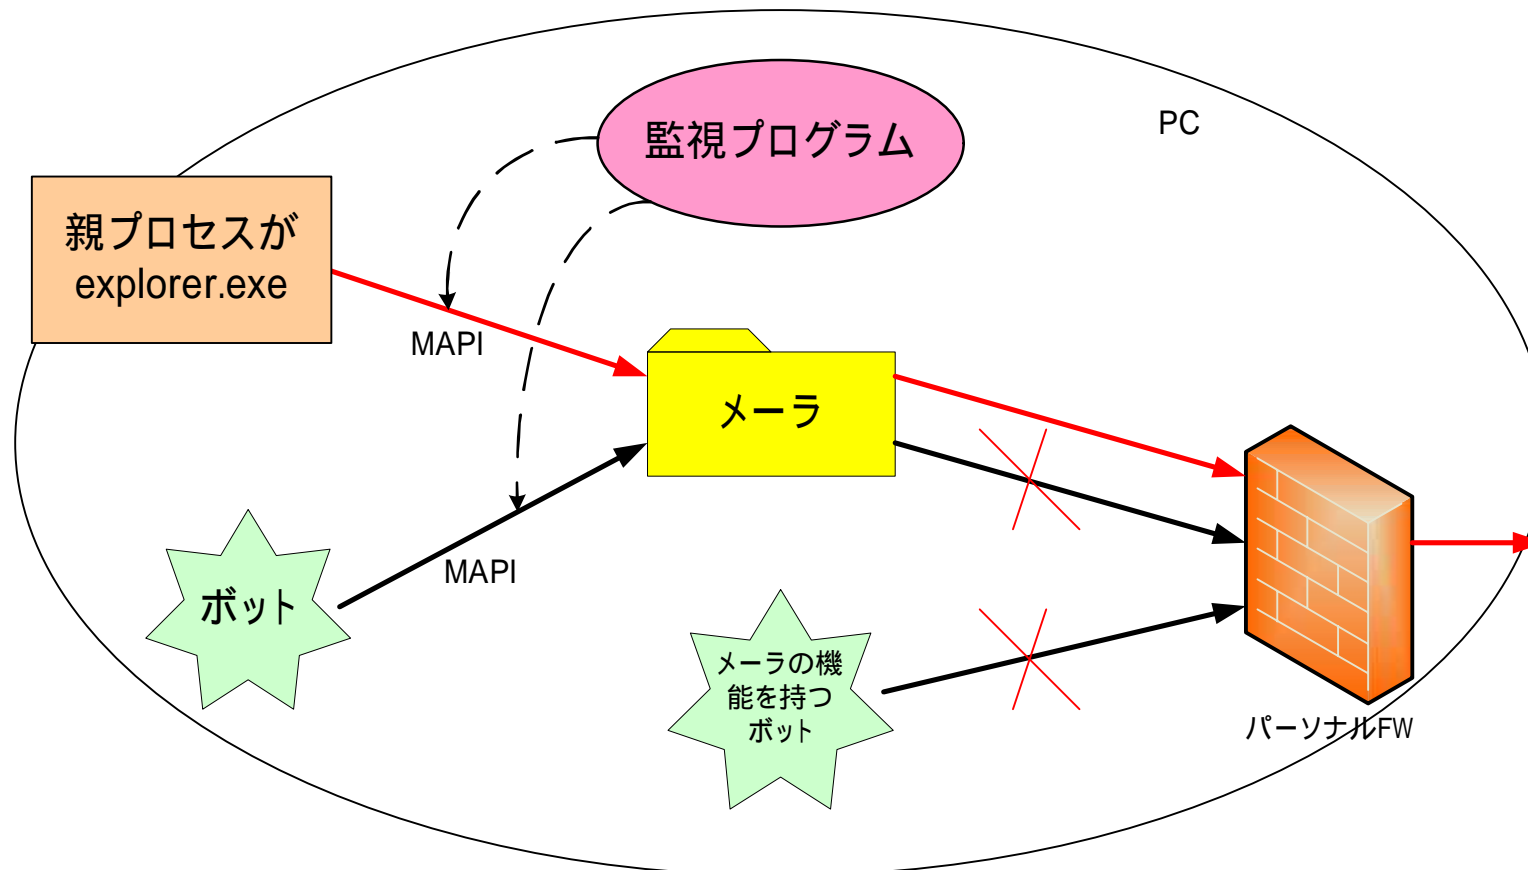 PC
監視プログラム
親プロセスが
explorer.exe
MAPI
メーラ
MAPI
ボット
メーラの機
能を持つ
ボット
パーソナルFW